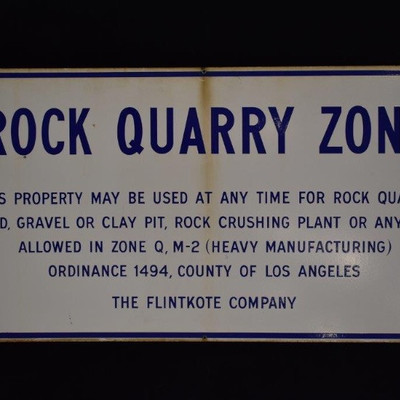 ROCK QUARRY ZON
S PROPERTY MAY BE USED AT ANY TIME FOR ROCK QUA
D, GRAVEL OR CLAY PIT, ROCK CRUSHING PLANT OR ANY
ALLOWED IN ZONE Q, M-2 (HEAVY MANUFACTURING)
ORDINANCE 1494, COUNTY OF LOS ANGELES
THE FLINTKOTE COMPANY